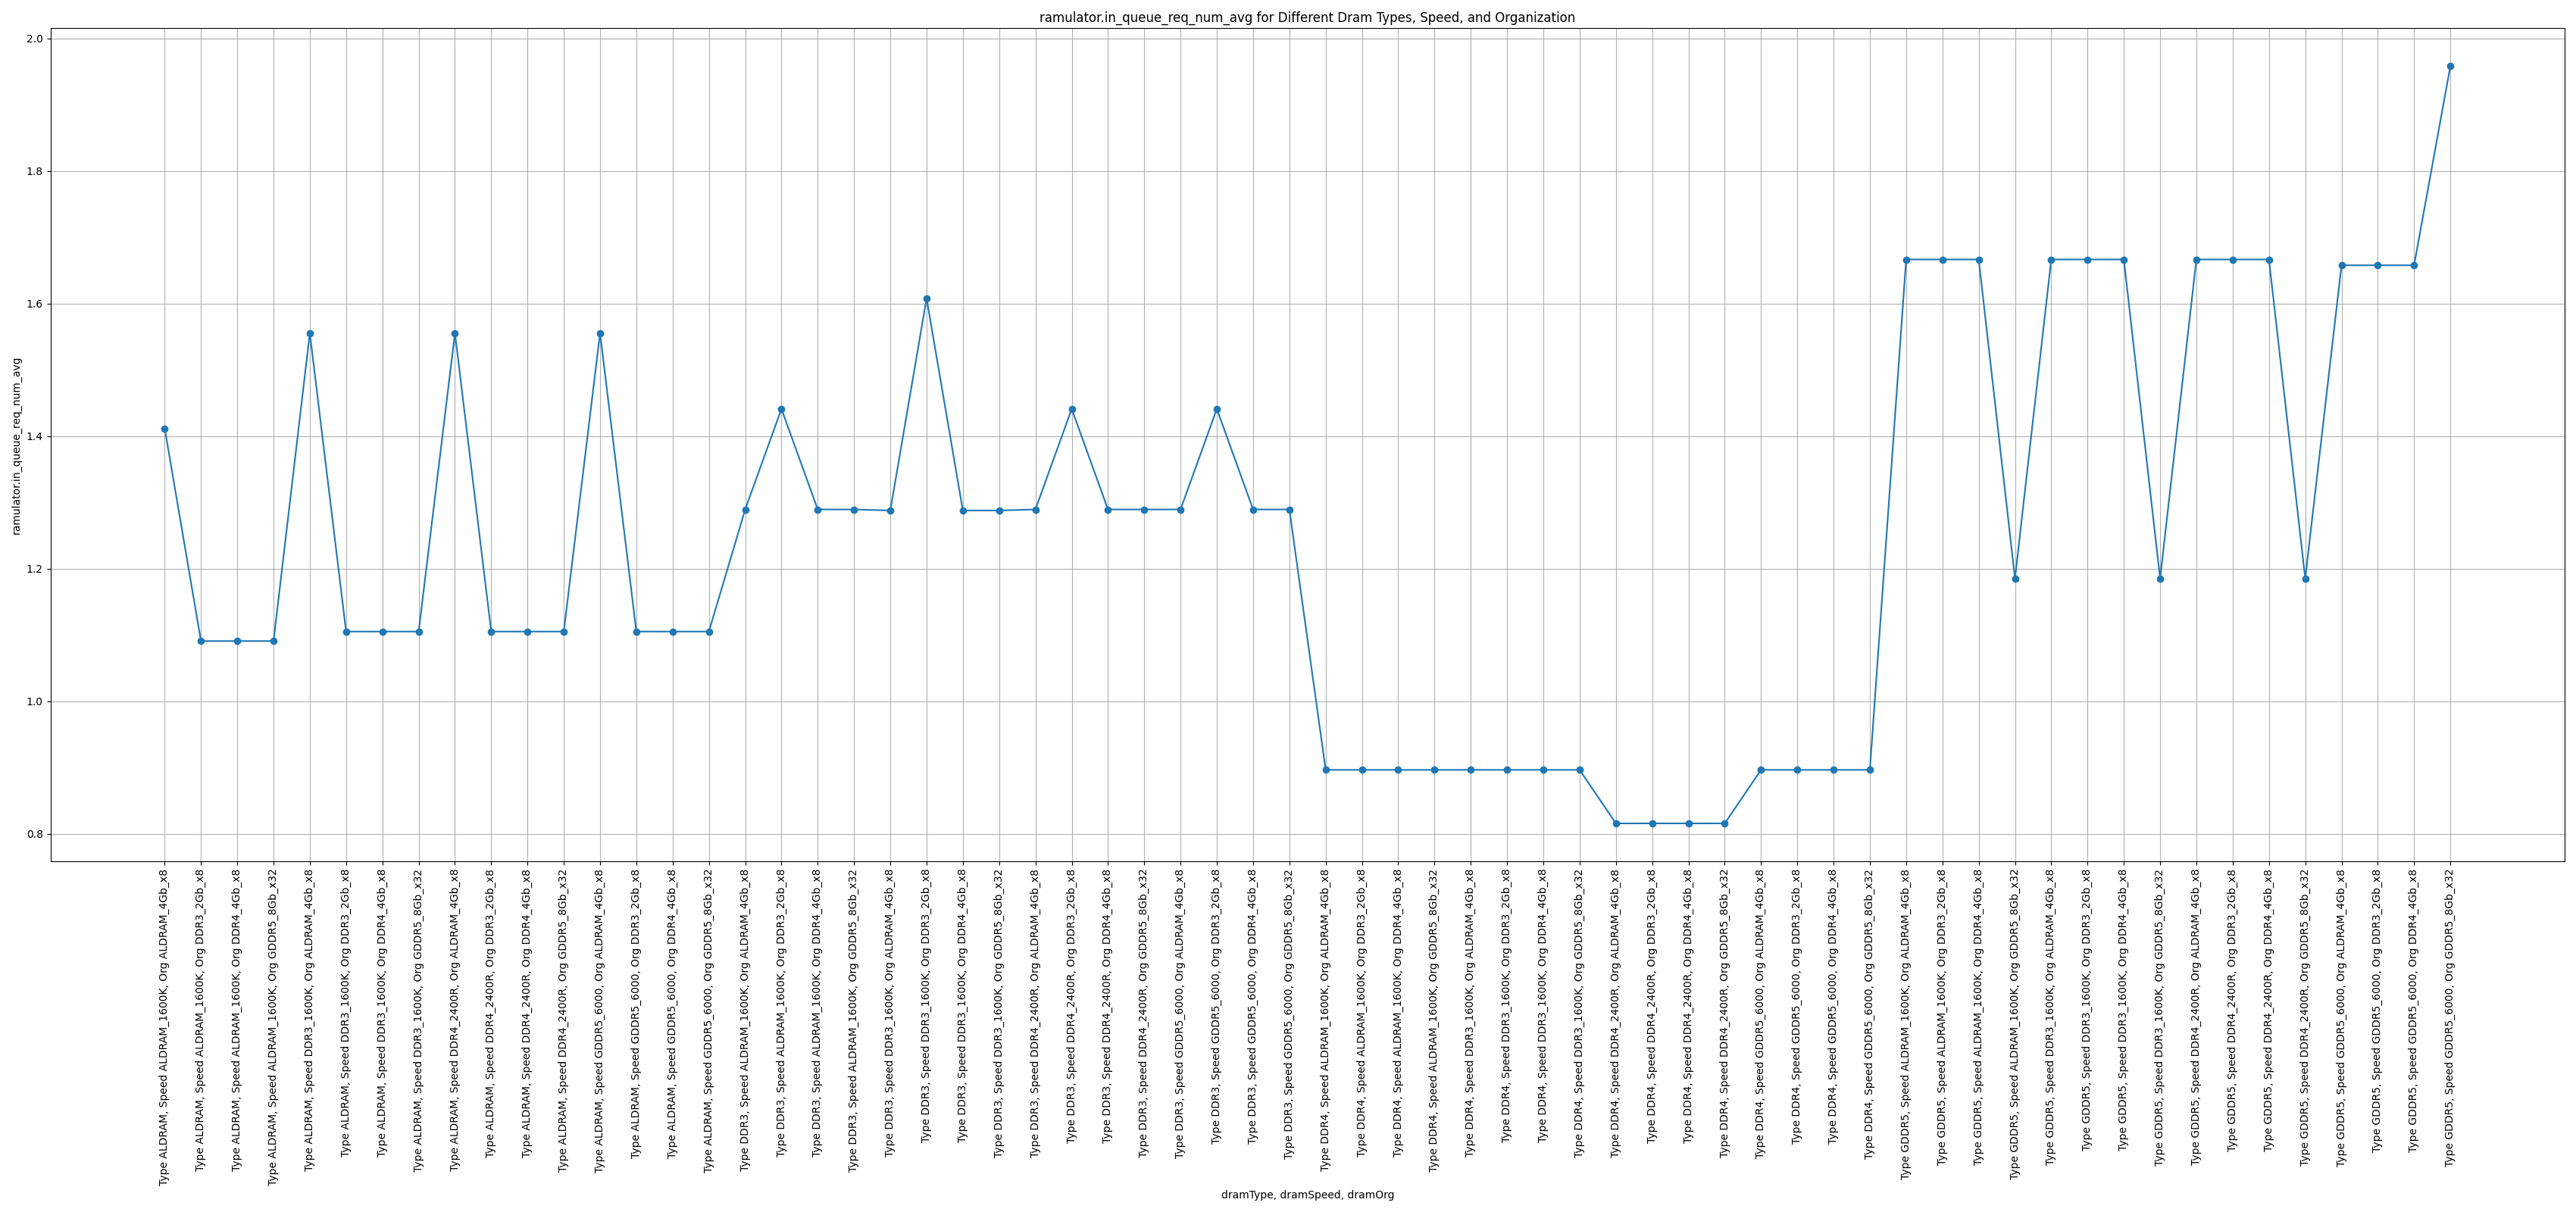 ramulator.in_queue_req_num_avg for Different Dram Types, Speed, and Organization
ramulator.in_queue_req_num_avg
2.0
1.8
1.6
1.4
1.2
1.0
0.8
Type ALDRAM, Speed ALDRAM_1600K, Org ALDRAM_4Gb_x8
Type ALDRAM, Speed ALDRAM_1600K, Org DDR3_2Gb_x8
Type ALDRAM, Speed ALDRAM_1600K, Org DDR4_4Gb_x8
Type ALDRAM, Speed ALDRAM_1600K, Org GDDR5_8Gb_x32
Type ALDRAM, Speed DDR3_1600K, Org ALDRAM_4Gb_x8
Type ALDRAM, Speed DDR3_1600K, Org DDR3_2Gb_x8
Type ALDRAM, Speed DDR3_1600K, Org DDR4_4Gb_x8
Type ALDRAM, Speed DDR3_1600K, Org GDDR5_8Gb_x32
Type ALDRAM, Speed DDR4_2400R, Org ALDRAM_4Gb_x8
Type ALDRAM, Speed DDR4_2400R, Org DDR3_2Gb_x8
Type ALDRAM, Speed DDR4_2400R, Org DDR4_4Gb_x8
Type ALDRAM, Speed DDR4_2400R, Org GDDR5_8Gb_x32
Type ALDRAM, Speed GDDR5_6000, Org ALDRAM_4Gb_x8
Type ALDRAM, Speed GDDR5_6000, Org DDR3_2Gb_x8
Type ALDRAM, Speed GDDR5_6000, Org DDR4_4Gb_x8
Type ALDRAM, Speed GDDR5_6000, Org GDDR5_8Gb_x32
Type DDR3, Speed ALDRAM_1600K, Org ALDRAM_4Gb_x8
Type DDR3, Speed ALDRAM_1600K, Org DDR3_2Gb_x8
Type DDR3, Speed ALDRAM_1600K, Org DDR4_4Gb_x8
Type DDR3, Speed ALDRAM_1600K, Org GDDR5_8Gb_x32
Type DDR3, Speed DDR3_1600K, Org ALDRAM_4Gb_x8
Type DDR3, Speed DDR3_1600K, Org DDR3_2Gb_x8
Type DDR3, Speed DDR3_1600K, Org DDR4_4Gb_x8
Type DDR3, Speed DDR3_1600K, Org GDDR5_8Gb_x32
Type DDR3, Speed DDR4_2400R, Org ALDRAM_4Gb_x8
Type DDR3, Speed DDR4_2400R, Org DDR3_2Gb_x8
Type DDR3, Speed DDR4_2400R, Org DDR4_4Gb_x8
Type DDR3, Speed DDR4_2400R, Org GDDR5_8Gb_x32
Type DDR3, Speed GDDR5_6000, Org ALDRAM_4Gb_x8
Type DDR3, Speed GDDR5_6000, Org DDR3_2Gb_x8
Type DDR3, Speed GDDR5_6000, Org DDR4_4Gb_x8
Type DDR3, Speed GDDR5_6000, Org GDDR5_8Gb_x32
Type DDR4, Speed ALDRAM_1600K, Org ALDRAM_4Gb_x8
Type DDR4, Speed ALDRAM_1600K, Org DDR3_2Gb_x8
Type DDR4, Speed ALDRAM_1600K, Org DDR4_4Gb_x8
Type DDR4, Speed ALDRAM_1600K, Org GDDR5_8Gb_x32
Type DDR4, Speed DDR3_1600K, Org ALDRAM_4Gb_x8
Type DDR4, Speed DDR3_1600K, Org DDR3_2Gb_x8
Type DDR4, Speed DDR3_1600K, Org DDR4_4Gb_x8
Type DDR4, Speed DDR3_1600K, Org GDDR5_8Gb_x32
Type DDR4, Speed DDR4_2400R, Org ALDRAM_4Gb_x8
Type DDR4, Speed DDR4_2400R, Org DDR3_2Gb_x8
Type DDR4, Speed DDR4_2400R, Org DDR4_4Gb_x8
Type DDR4, Speed DDR4_2400R, Org GDDR5_8Gb_x32
Type DDR4, Speed GDDR5_6000, Org ALDRAM_4Gb_x8
Type DDR4, Speed GDDR5_6000, Org DDR3_2Gb_x8
Type DDR4, Speed GDDR5_6000, Org DDR4_4Gb_x8
Type DDR4, Speed GDDR5_6000, Org GDDR5_8Gb_x32
Type GDDR5, Speed ALDRAM_1600K, Org ALDRAM_4Gb_x8
Type GDDR5, Speed ALDRAM_1600K, Org DDR3_2Gb_x8
Type GDDR5, Speed ALDRAM_1600K, Org DDR4_4Gb_x8
Type GDDR5, Speed ALDRAM_1600K, Org GDDR5_8Gb_x32
Type GDDR5, Speed DDR3_1600K, Org ALDRAM_4Gb_x8
Type GDDR5, Speed DDR3_1600K, Org DDR3_2Gb_x8
Type GDDR5, Speed DDR3_1600K, Org DDR4_4Gb_x8
Type GDDR5, Speed DDR3_1600K, Org GDDR5_8Gb_x32
Type GDDR5, Speed DDR4_2400R, Org ALDRAM_4Gb_x8
Type GDDR5, Speed DDR4_2400R, Org DDR3_2Gb_x8
Type GDDR5, Speed DDR4_2400R, Org DDR4_4Gb_x8
Type GDDR5, Speed DDR4_2400R, Org GDDR5_8Gb_x32
Type GDDR5, Speed GDDR5_6000, Org ALDRAM_4Gb_x8
Type GDDR5, Speed GDDR5_6000, Org DDR3_2Gb_x8
Type GDDR5, Speed GDDR5_6000, Org DDR4_4Gb_x8
Type GDDR5, Speed GDDR5_6000, Org GDDR5_8Gb_x32
dramType, dramSpeed, dramOrg